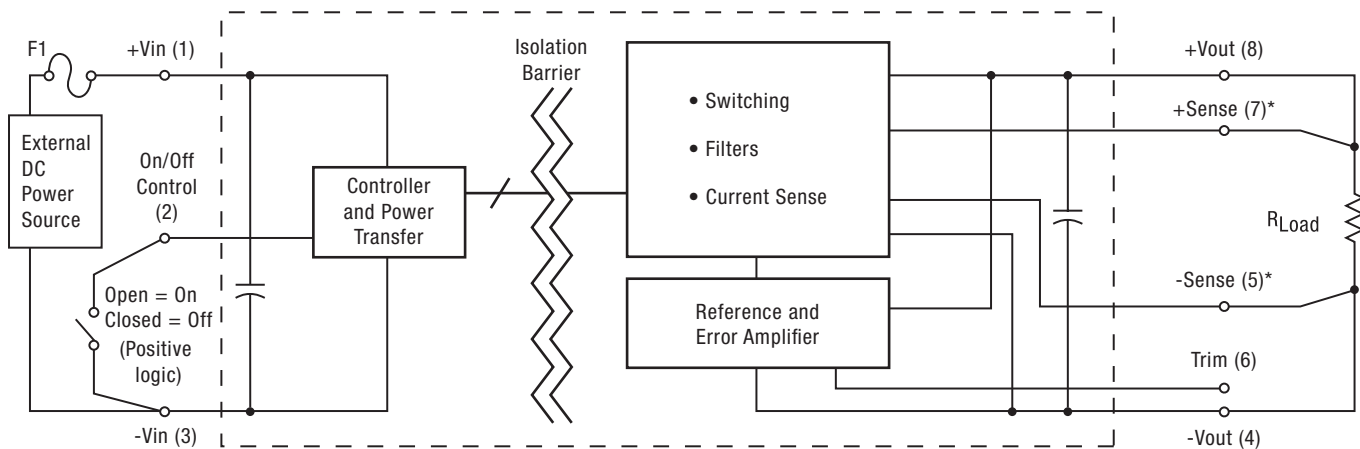 F1
+Vin (1)
External
DC
Power
Source
On/Off
Control
(2)
Open = On
Closed = Off
(Positive
logic)
-Vin (3)
Controller
and Power
Transfer
Isolation
Barrier
• Switching
• Filters
• Current Sense
Reference and
Error Amplifier
+Vout (8)
+Sense (7)*
RLoad
-Sense (5)*
Trim (6)
-Vout (4)